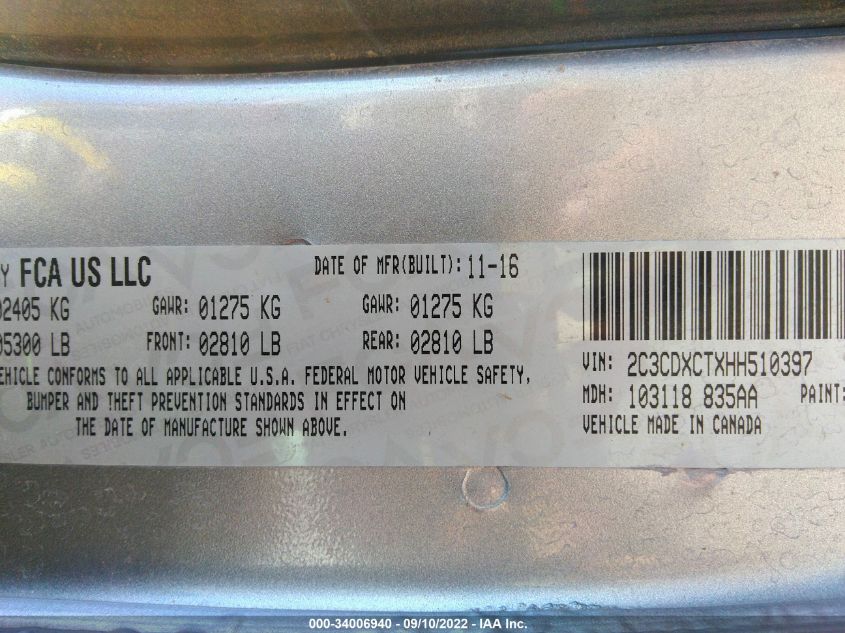 Y FCA US LLC DATE OF MFR(BUILT): 11-16
02405 KG GAWR: 01275 KG GAWR: 01275 KG
05300 LB FRONT: 02810 LB REAR: 02810 LB
EHICLE CONFORMS TO ALL APPLICABLE U.S.A. FEDERAL MOTOR VEHICLE SAFETY,
BUMPER AND THEFT PREVENTION STANDARDS IN EFFECT ON
THE DATE OF MANUFACTURE SHOWN ABOVE.
VIN: 2C3CDXCTXHH510397
MDH: 103118 835AA PAINT:
VEHICLE MADE IN CANADA
000-34006940 - 09/10/2022 - IAA Inc.